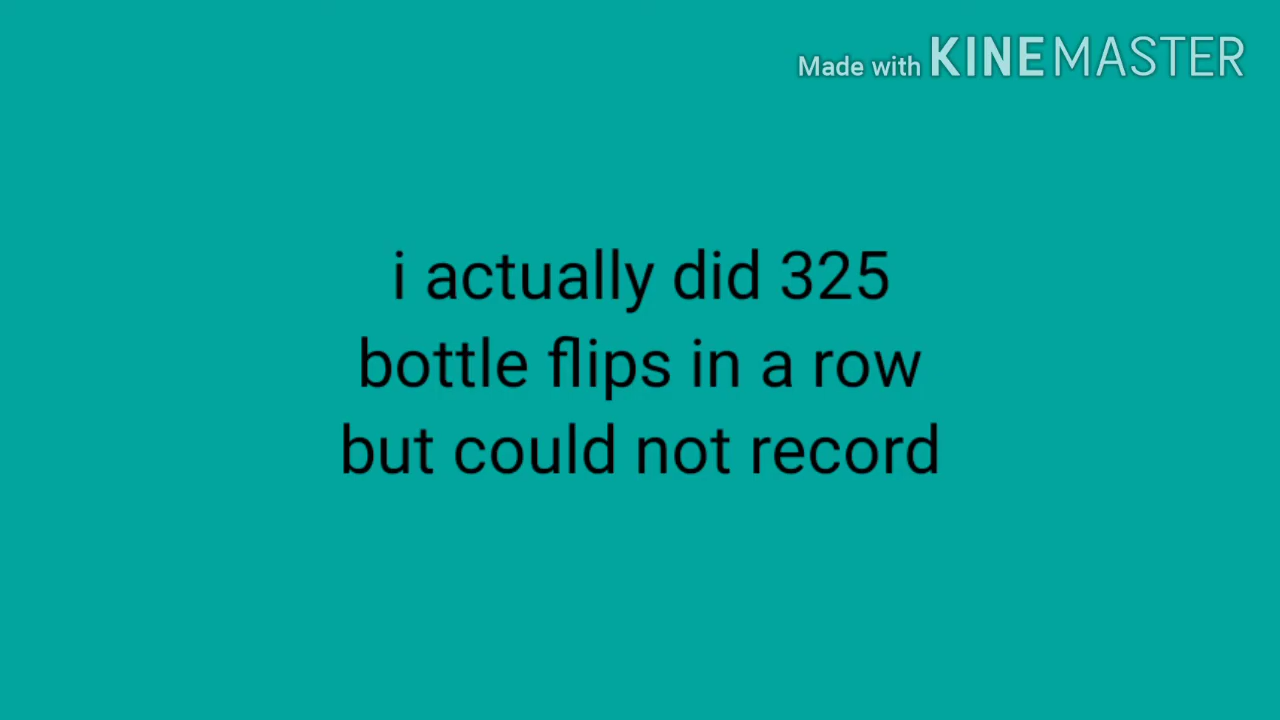 Made with KINEMASTER
i actually did 325
bottle flips in a row
but could not record